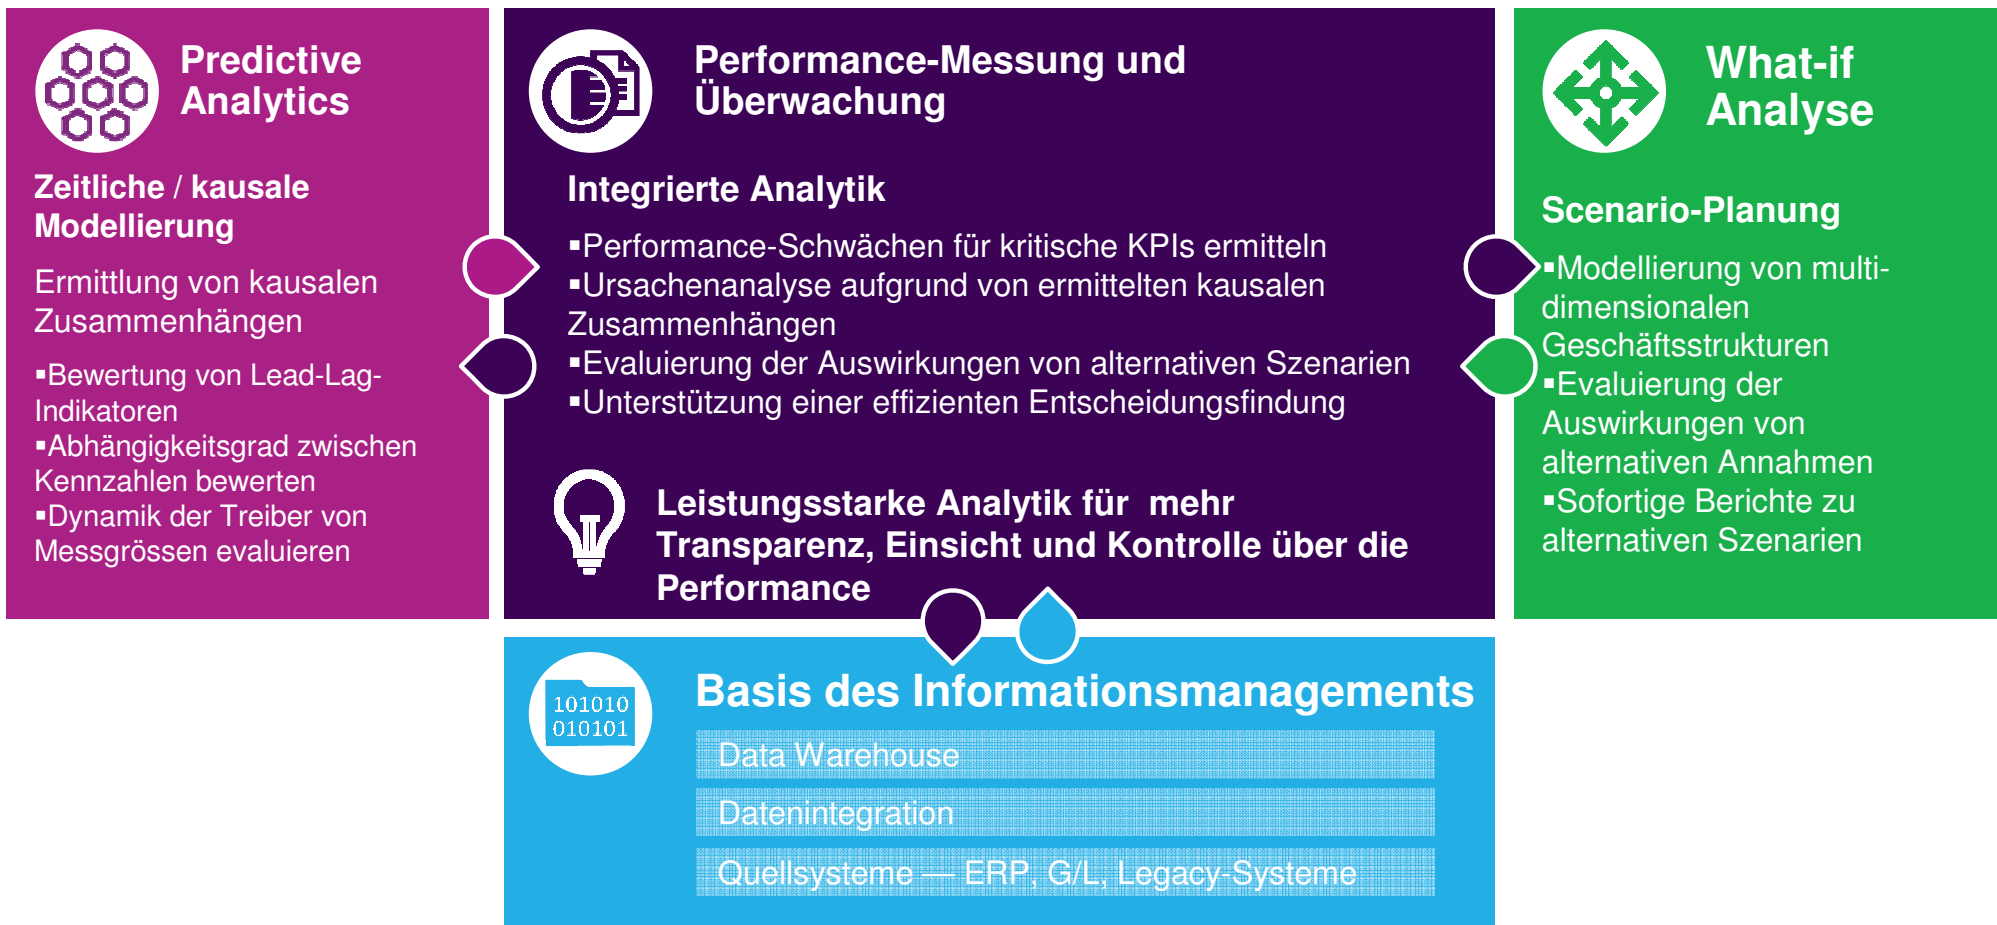 Predictive
Analytics
Zeitliche / kausale
Modellierung
Ermittlung von kausalen
Zusammenhängen
▪Bewertung von Lead-Lag-
Indikatoren
▪Abhängigkeitsgrad zwischen
Kennzahlen bewerten
▪Dynamik der Treiber von
Messgrössen evaluieren
Performance-Messung und
Überwachung
Integrierte Analytik
▪Performance-Schwächen für kritische KPIs ermitteln
▪Ursachenanalyse aufgrund von ermittelten kausalen
Zusammenhängen
▪Evaluierung der Auswirkungen von alternativen Szenarien
▪Unterstützung einer effizienten Entscheidungsfindung
Leistungsstarke Analytik für mehr
Transparenz, Einsicht und Kontrolle über die
Performance
What-if
Analyse
Scenario-Planung
▪Modellierung von multi-
dimensionalen
Geschäftsstrukturen
▪Evaluierung der
Auswirkungen von
alternativen Annahmen
▪Sofortige Berichte zu
alternativen Szenarien
101010
010101
Basis des Informationsmanagements
Data Warehouse
Datenintegration
Quellsysteme — ERP, G/L, Legacy-Systeme